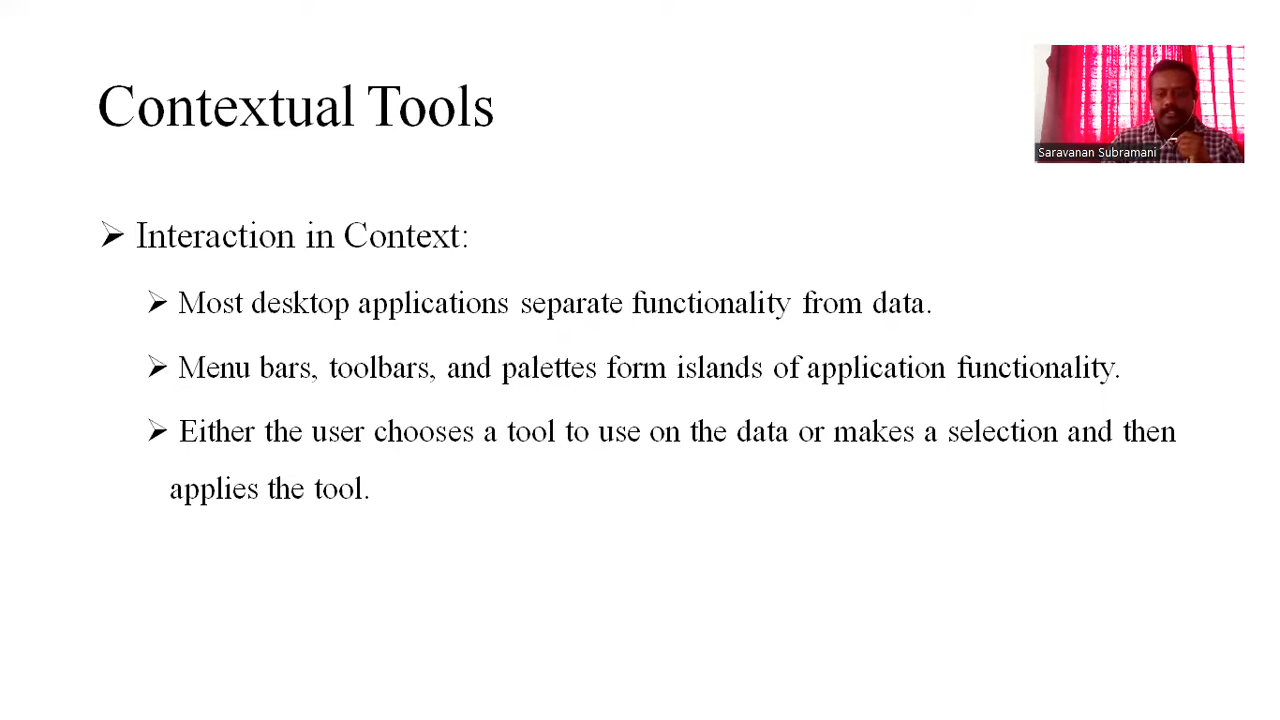 Contextual Tools
Saravanan Subramani
Interaction in Context:
Most desktop applications separate functionality from data.
Menu bars, toolbars, and palettes form islands of application functionality.
Either the user chooses a tool to use on the data or makes a selection and then
applies the tool.